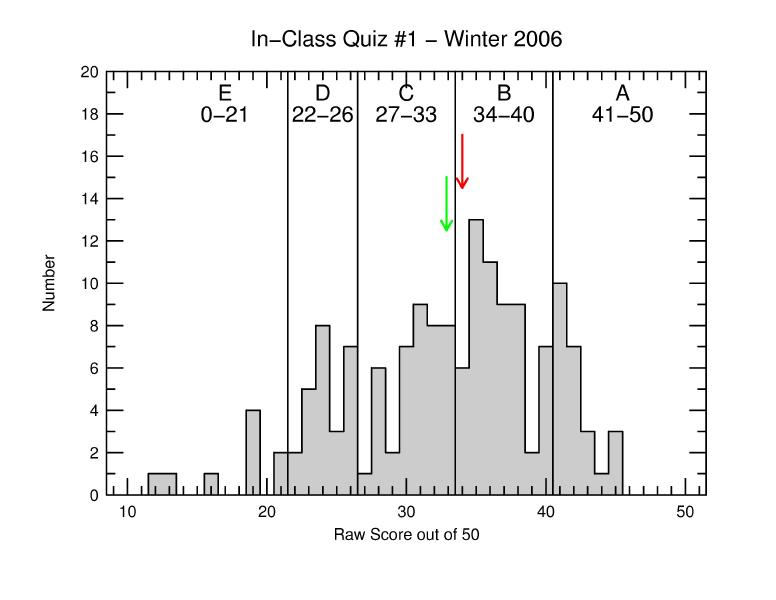 In−Class Quiz #1 − Winter 2006
E D C B A
0−21 22−26 27−33 34−40 41−50
20
18
16
14
12
10
8
6
4
2
0
Number
10 20 30 40 50
Raw Score out of 50